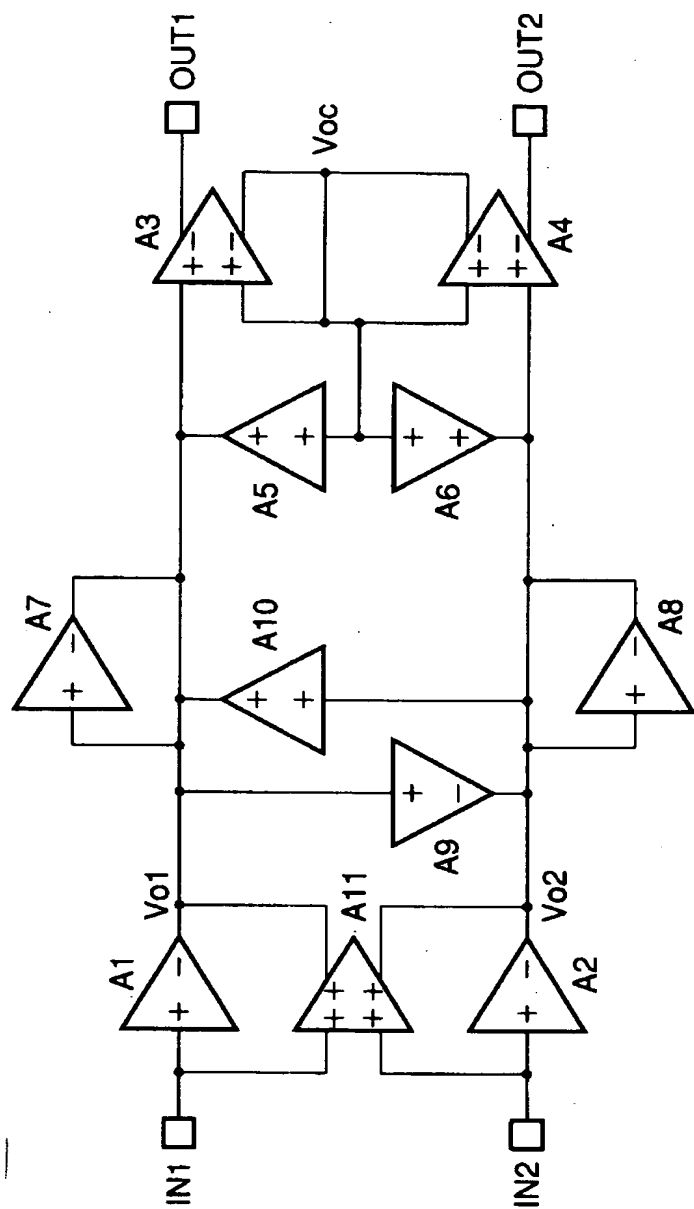 IN1
IN2
A1
A11
A2
Vo1
Vo2
A9
A10
A7
A8
A5
A6
A3
A4
Voc
OUT1
OUT2
+
−
+
+
+
+
+
−
+
−
+
+
+
−
+
−
+
+
+
+
+
−
+
−
+
−
+
−